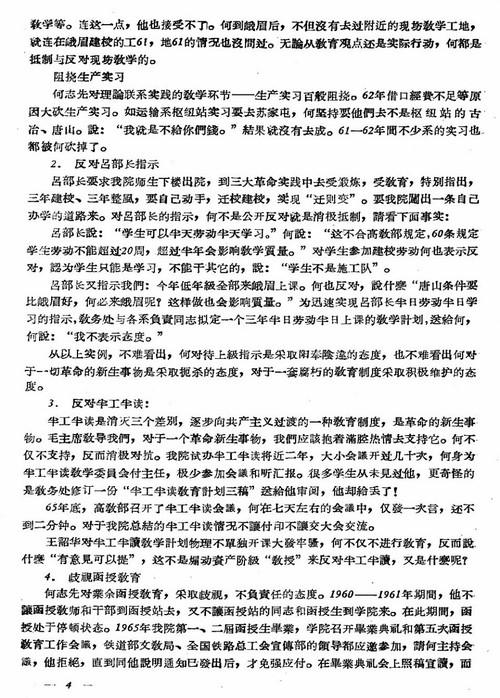 教学等。连这一点，他也接受不了。何到峨眉后，不但没有去过附近的现场教学工地，
就连在峨眉建校的工61，地61的情况也没问过。无论从教育观点还是实际行动，何都是
抵制与反对现场教学的。
阻挠生产实习
何志先对理論联系实践的教学环节——生产实习百般阻挠。62年借口經費不足等原
因大砍生产实习。如运輸系枢纽站实习要去苏家屯，何坚持要他們去不是枢纽站的古
冶、唐山。說：“我就是不給你們錢。”結果就沒有去成。61—62年間不少系的实习也
都被何砍掉了。
2．反对呂部长指示
呂部长要求我院师生下楼出院，到三大革命实践中去受煅炼，受教育，特別指出，
三年建校、三年整風，要自己动手，迁校建校，实現“迁则变”。要我院闖出一条自己
办学的道路来。对呂部长的指示，何不是公开反对就是消极抵制，請看下面事实：
呂部长說：“学生可以半天劳动半天学习。”何說：“这不合高教部規定,60条規定
学生劳动不能超过20周，超过半年会影响教学質量。”对学生参加建校劳动何也表示反
对，認为学生只能是学习，不能于其它的，說：“学生不是施工队”。
呂部长又指示我們：今年低年級全部来峨眉上课。何也反对，說什麽“唐山条件要
比峨眉好，何必来峨眉呢？这样做也会影响質量。”为迅速实現呂部长半日劳动半日学
习的指示,教务处与各系負責同志拟定一个三年半日劳动半日上課的教学計划,送給何，
何說：“我不表示态度。”
从以上实例，不难看出，何对待上級指示是采取阳奉陰違的态度，也不难看出何对
于一切革命的新生事物是采取扼杀的态度，对于一套腐朽的教育制度采取积极维护的态
度。
3．反对半工半读：
半工半读是消灭三个差别，逐步向共产主义过渡的一种教育制度，是革命的新生事
物。毛主席教导我們，对于一个革命新生事物，我們应該抱着滿腔热情去支持它。何不
仅不支持，反而消极对抗。我院試办半工半读将近二年，大小会議开过几十次，何身为
半工半读教学委員会付主任，极少参加会議和听汇报。很多学生从未見过他，更奇怪的
是教务处修订一份“半工半读教育計划三稿”送給他审閱，他却給丢了！
65年底，高教部召开了半工半读会議，何在七天左右的会議中，仅發一次言，还不
到二分钟。对于我院总结的半工半读情况不讓付印不讓交大会交流。
王韶华对半工半讀教学計划物理不單独开课大發牢騷，何不仅不进行教育，反而說
什麽“有意見可以提”，这不是煽动資产阶級“教授”来反对半工半讀，又是什麽呢？
4．歧視函授教育
何志先对業余函授教育，采取歧視，不負責任的态度。1960——1961年期間，他不
讓函授教师和干部到函授站去，又不讓函授站的同志和函授生到学院来。在此期間，函
授处于停頓状态。1965年我院第一、二届函授生畢業，学院召开畢業典礼和第五次函授
教育工作会議，铁道部文教局、全国铁路总工会宣傳部的領导都应邀参加，請何主持会
議，他拒絕，直到同他說明通知已發出后，才免强应付。在畢業典礼会上照稿宣讀，而
— 4 —